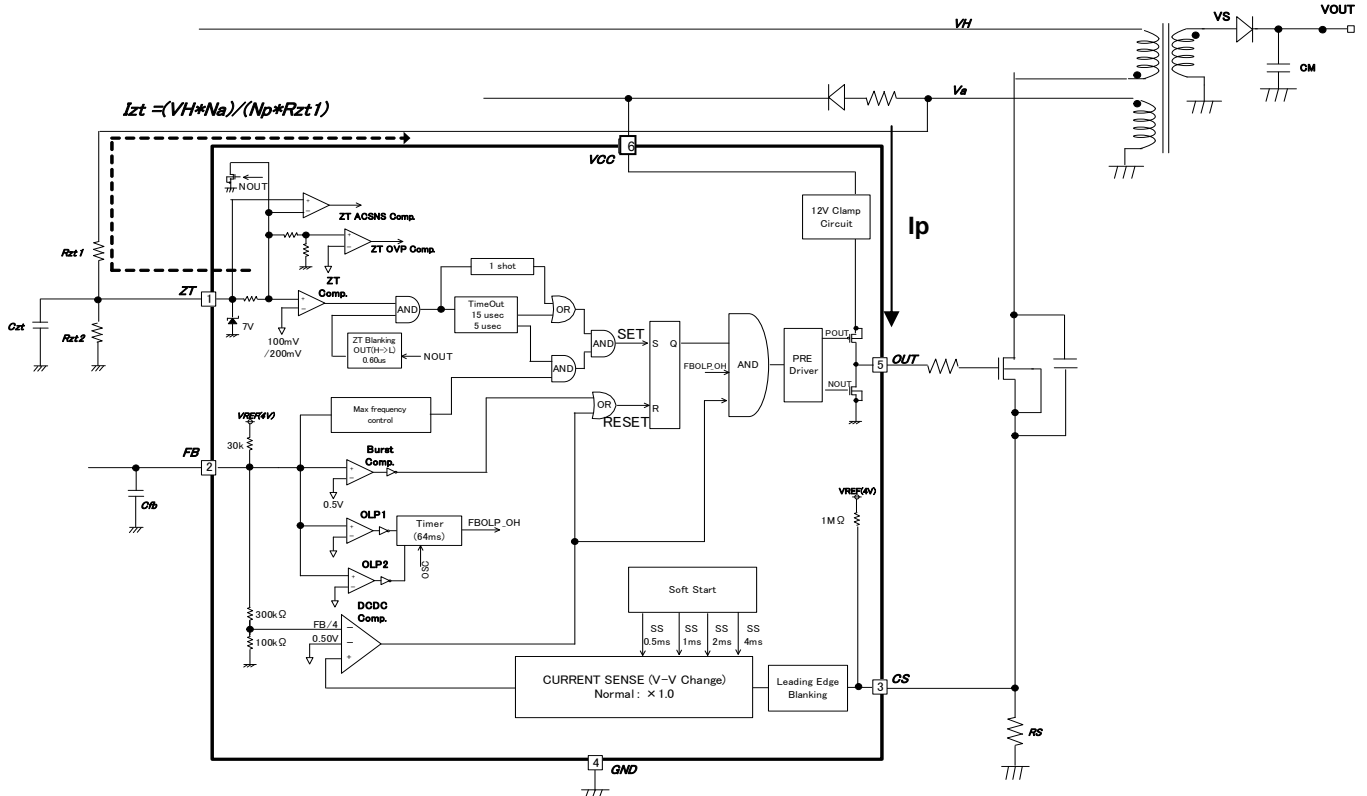 VOUT
VS
VH
CM
Izt =(VH*Na)/(Np*Rzt1)
Va
6
VCC
NOUT
ZT ACSNS Comp.
12V Clamp
Circuit
Ip
Rzt1
ZT OVP Comp.
ZT
Comp.
1 shot
ZT
1
AND
TimeOut
15 usec
5 usec
OR
7V
Czt
Rzt2
100mV
/200mV
ZT Blanking
OUT(H->L)
0.60us
NOUT
AND
SET
S
Q
POUT
PRE
Driver
5
OUT
AND
FBOLP_OH
AND
NOUT
Max frequency
control
OR
R
RESET
VREF(4V)
30k
FB
2
Burst
Comp.
0.5V
Cfb
VREF(4V)
1MΩ
OLP1
Timer
(64ms)
FBOLP_OH
OSC
OLP2
Soft Start
300kΩ
DCDC
Comp.
FB/4
0.50V
100kΩ
SS
0.5ms
SS
1ms
SS
2ms
SS
4ms
CURRENT SENSE (V-V Change)
Normal : ×1.0
Leading Edge
Blanking
3
CS
RS
4
GND